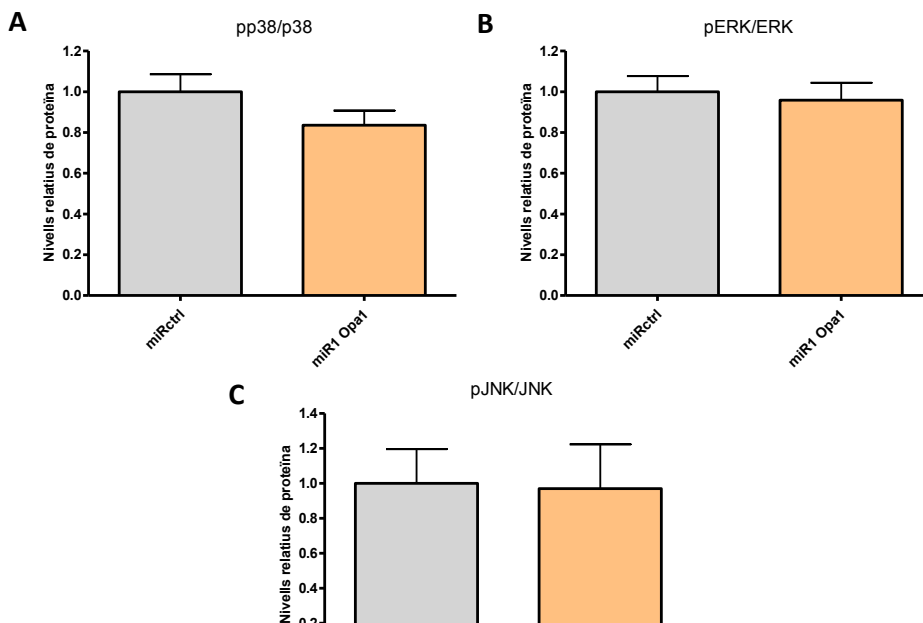 A
pp38/p38
Nivells relatius de proteïna
1.2
1.0
0.8
0.6
0.4
0.2
0.0
miRctrl
miR1 Opa1
B
pERK/ERK
Nivells relatius de proteïna
1.2
1.0
0.8
0.6
0.4
0.2
0.0
miRctrl
miR1 Opa1
C
pJNK/JNK
Nivells relatius de proteïna
1.4
1.2
1.0
0.8
0.6
0.4
0.2